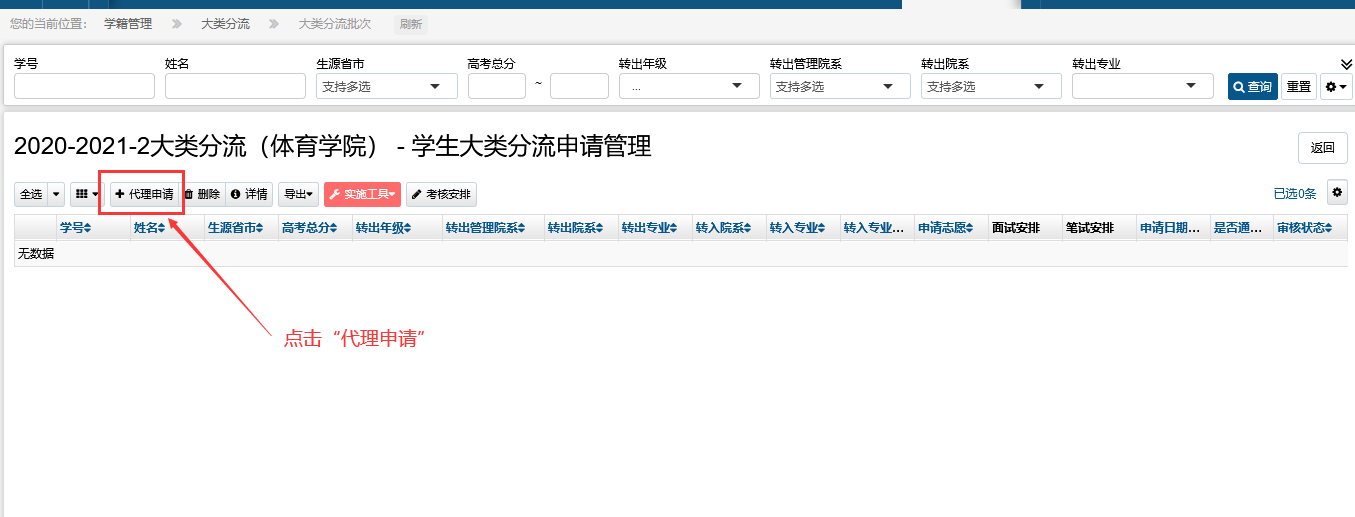 您的当前位置： 学籍管理 大类分流 大类分流批次 刷新
学号 姓名 生源省市 高考总分 转出年级 转出管理院系 转出院系 转出专业
支持多选 ~ ... 支持多选 支持多选 查询 重置
2020-2021-2大类分流（体育学院） - 学生大类分流申请管理 返回
全选 代理申请 删除 详情 导出 实施工具 考核安排 已选0条
学号 姓名 生源省市 高考总分 转出年级 转出管理院系 转出院系 转出专业 转入院系 转入专业 转入专业... 申请志愿 面试安排 笔试安排 申请日期... 是否通... 审核状态
无数据
点击“代理申请”